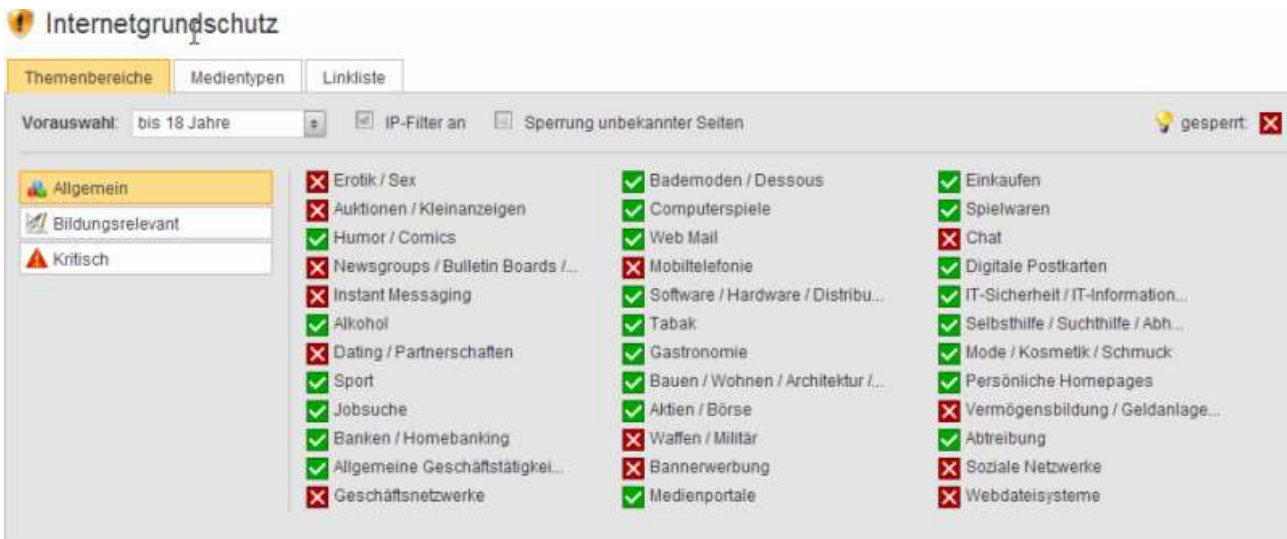 Internetgrundschutz
Themenbereiche Medientypen Linkliste
Vorauswahl: bis 18 Jahre IP-Filter an Sperrung unbekannter Seiten gesperrt:
Allgemein
Bildungsrelevant
Kritisch
Erotik / Sex Bademoden / Dessous Einkaufen
Auktionen / Kleinanzeigen Computerspiele Spielwaren
Humor / Comics Web Mail Chat
Newsgroups / Bulletin Boards /... Mobiltelefonie Digitale Postkarten
Instant Messaging Software / Hardware / Distribu... IT-Sicherheit / IT-Information...
Alkohol Tabak Selbsthilfe / Suchthilfe / Abh...
Dating / Partnerschaften Gastronomie Mode / Kosmetik / Schmuck
Sport Bauen / Wohnen / Architektur /... Persönliche Homepages
Jobsuche Aktien / Börse Vermögensbildung / Geldanlage...
Banken / Homebanking Waffen / Militär Abtreibung
Allgemeine Geschäftstätigkei... Bannerwerbung Soziale Netzwerke
Geschäftsnetzwerke Medienportale Webdateisysteme